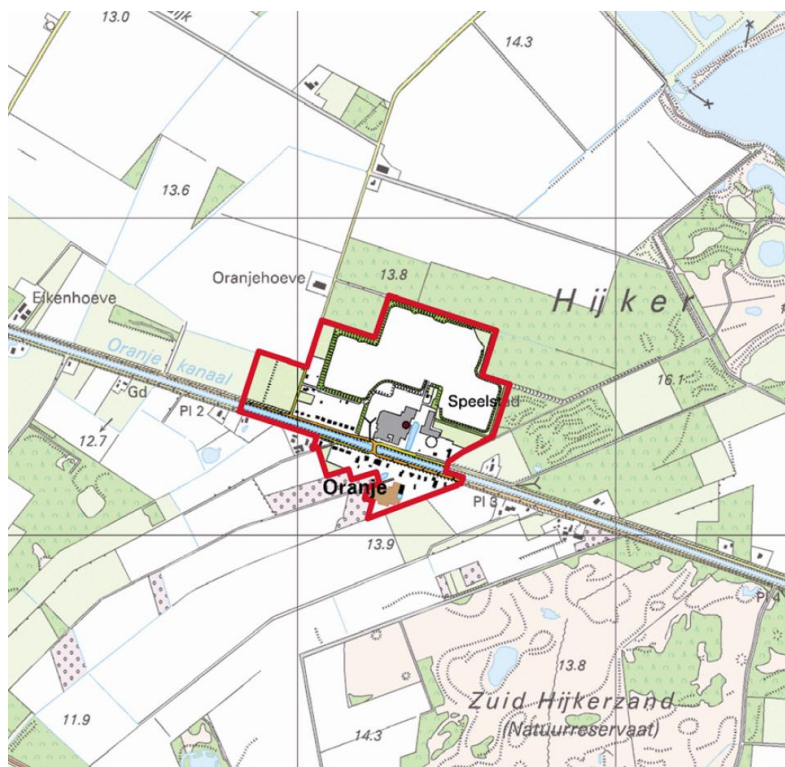 13.0
14.3
13.6
Oranjehoeve
13.8
Hijker
Eikenhoeve
Oranje kanaal
Gd
Pl 2
Speelstad
16.1
12.7
1
Oranje
Pl 3
13.9
Pl 4
13.8
Zuid Hijkerzand
(Natuurreservaat)
11.9
14.3